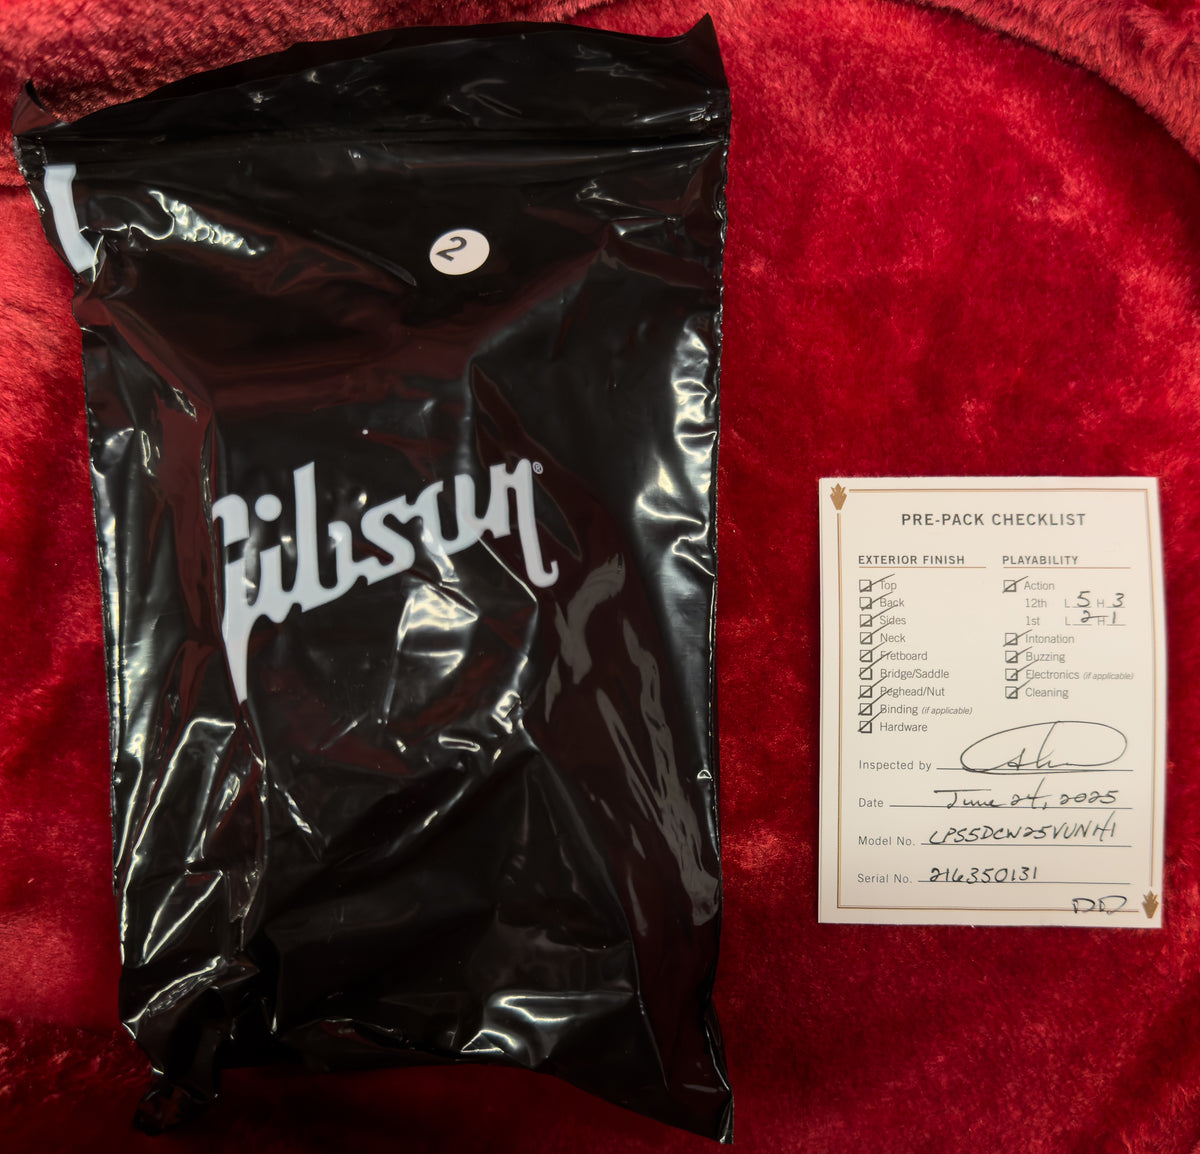 2
Gibson®
PRE-PACK CHECKLIST
EXTERIOR FINISH
Top
Back
Sides
Neck
Fretboard
Bridge/Saddle
Peghead/Nut
Binding (if applicable)
Hardware
PLAYABILITY
Action
12th L 5 H 3
1st L 2 H 1
Intonation
Buzzing
Electronics (if applicable)
Cleaning
Inspected by
Date June 24, 2025
Model No. LPS5DCW25VUNH1
Serial No. 216350131
DD